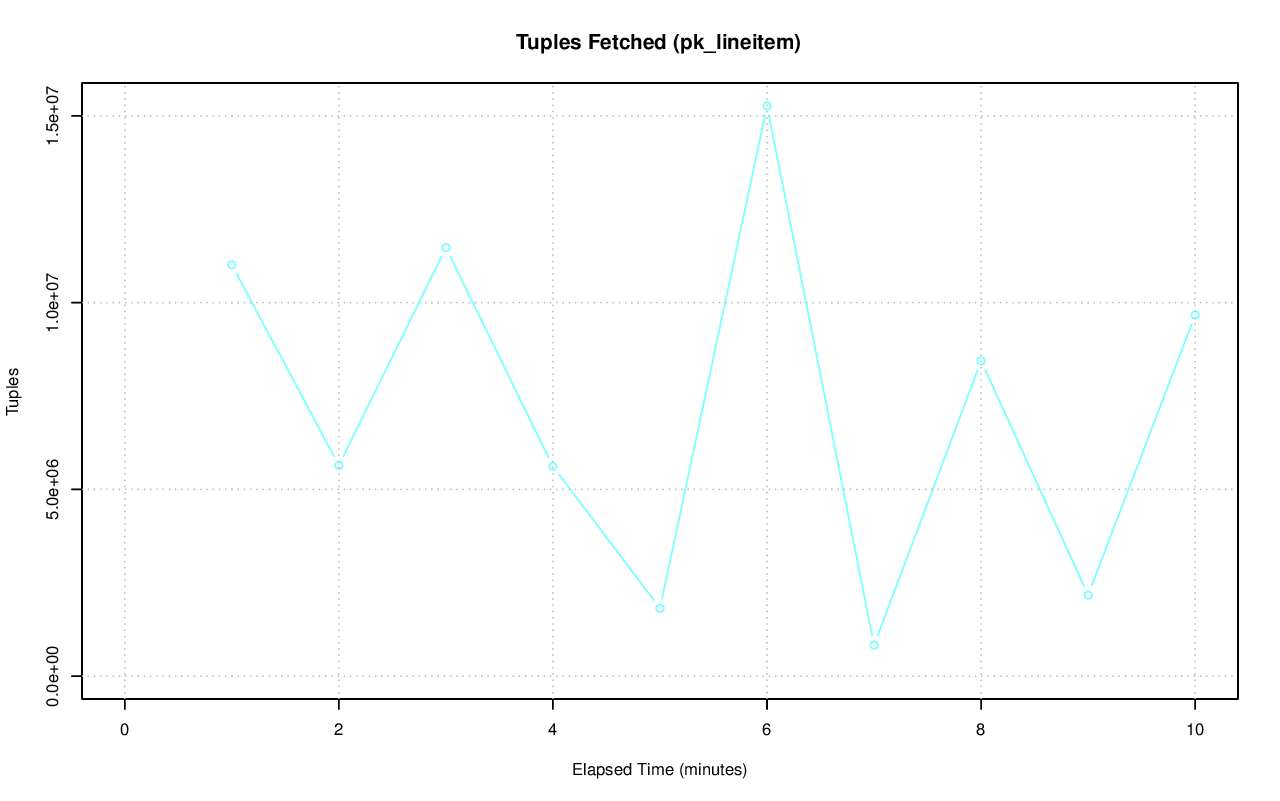 Tuples Fetched (pk_lineitem)
1.5e+07
1.0e+07
5.0e+06
0.0e+00
Tuples
0 2 4 6 8 10
Elapsed Time (minutes)